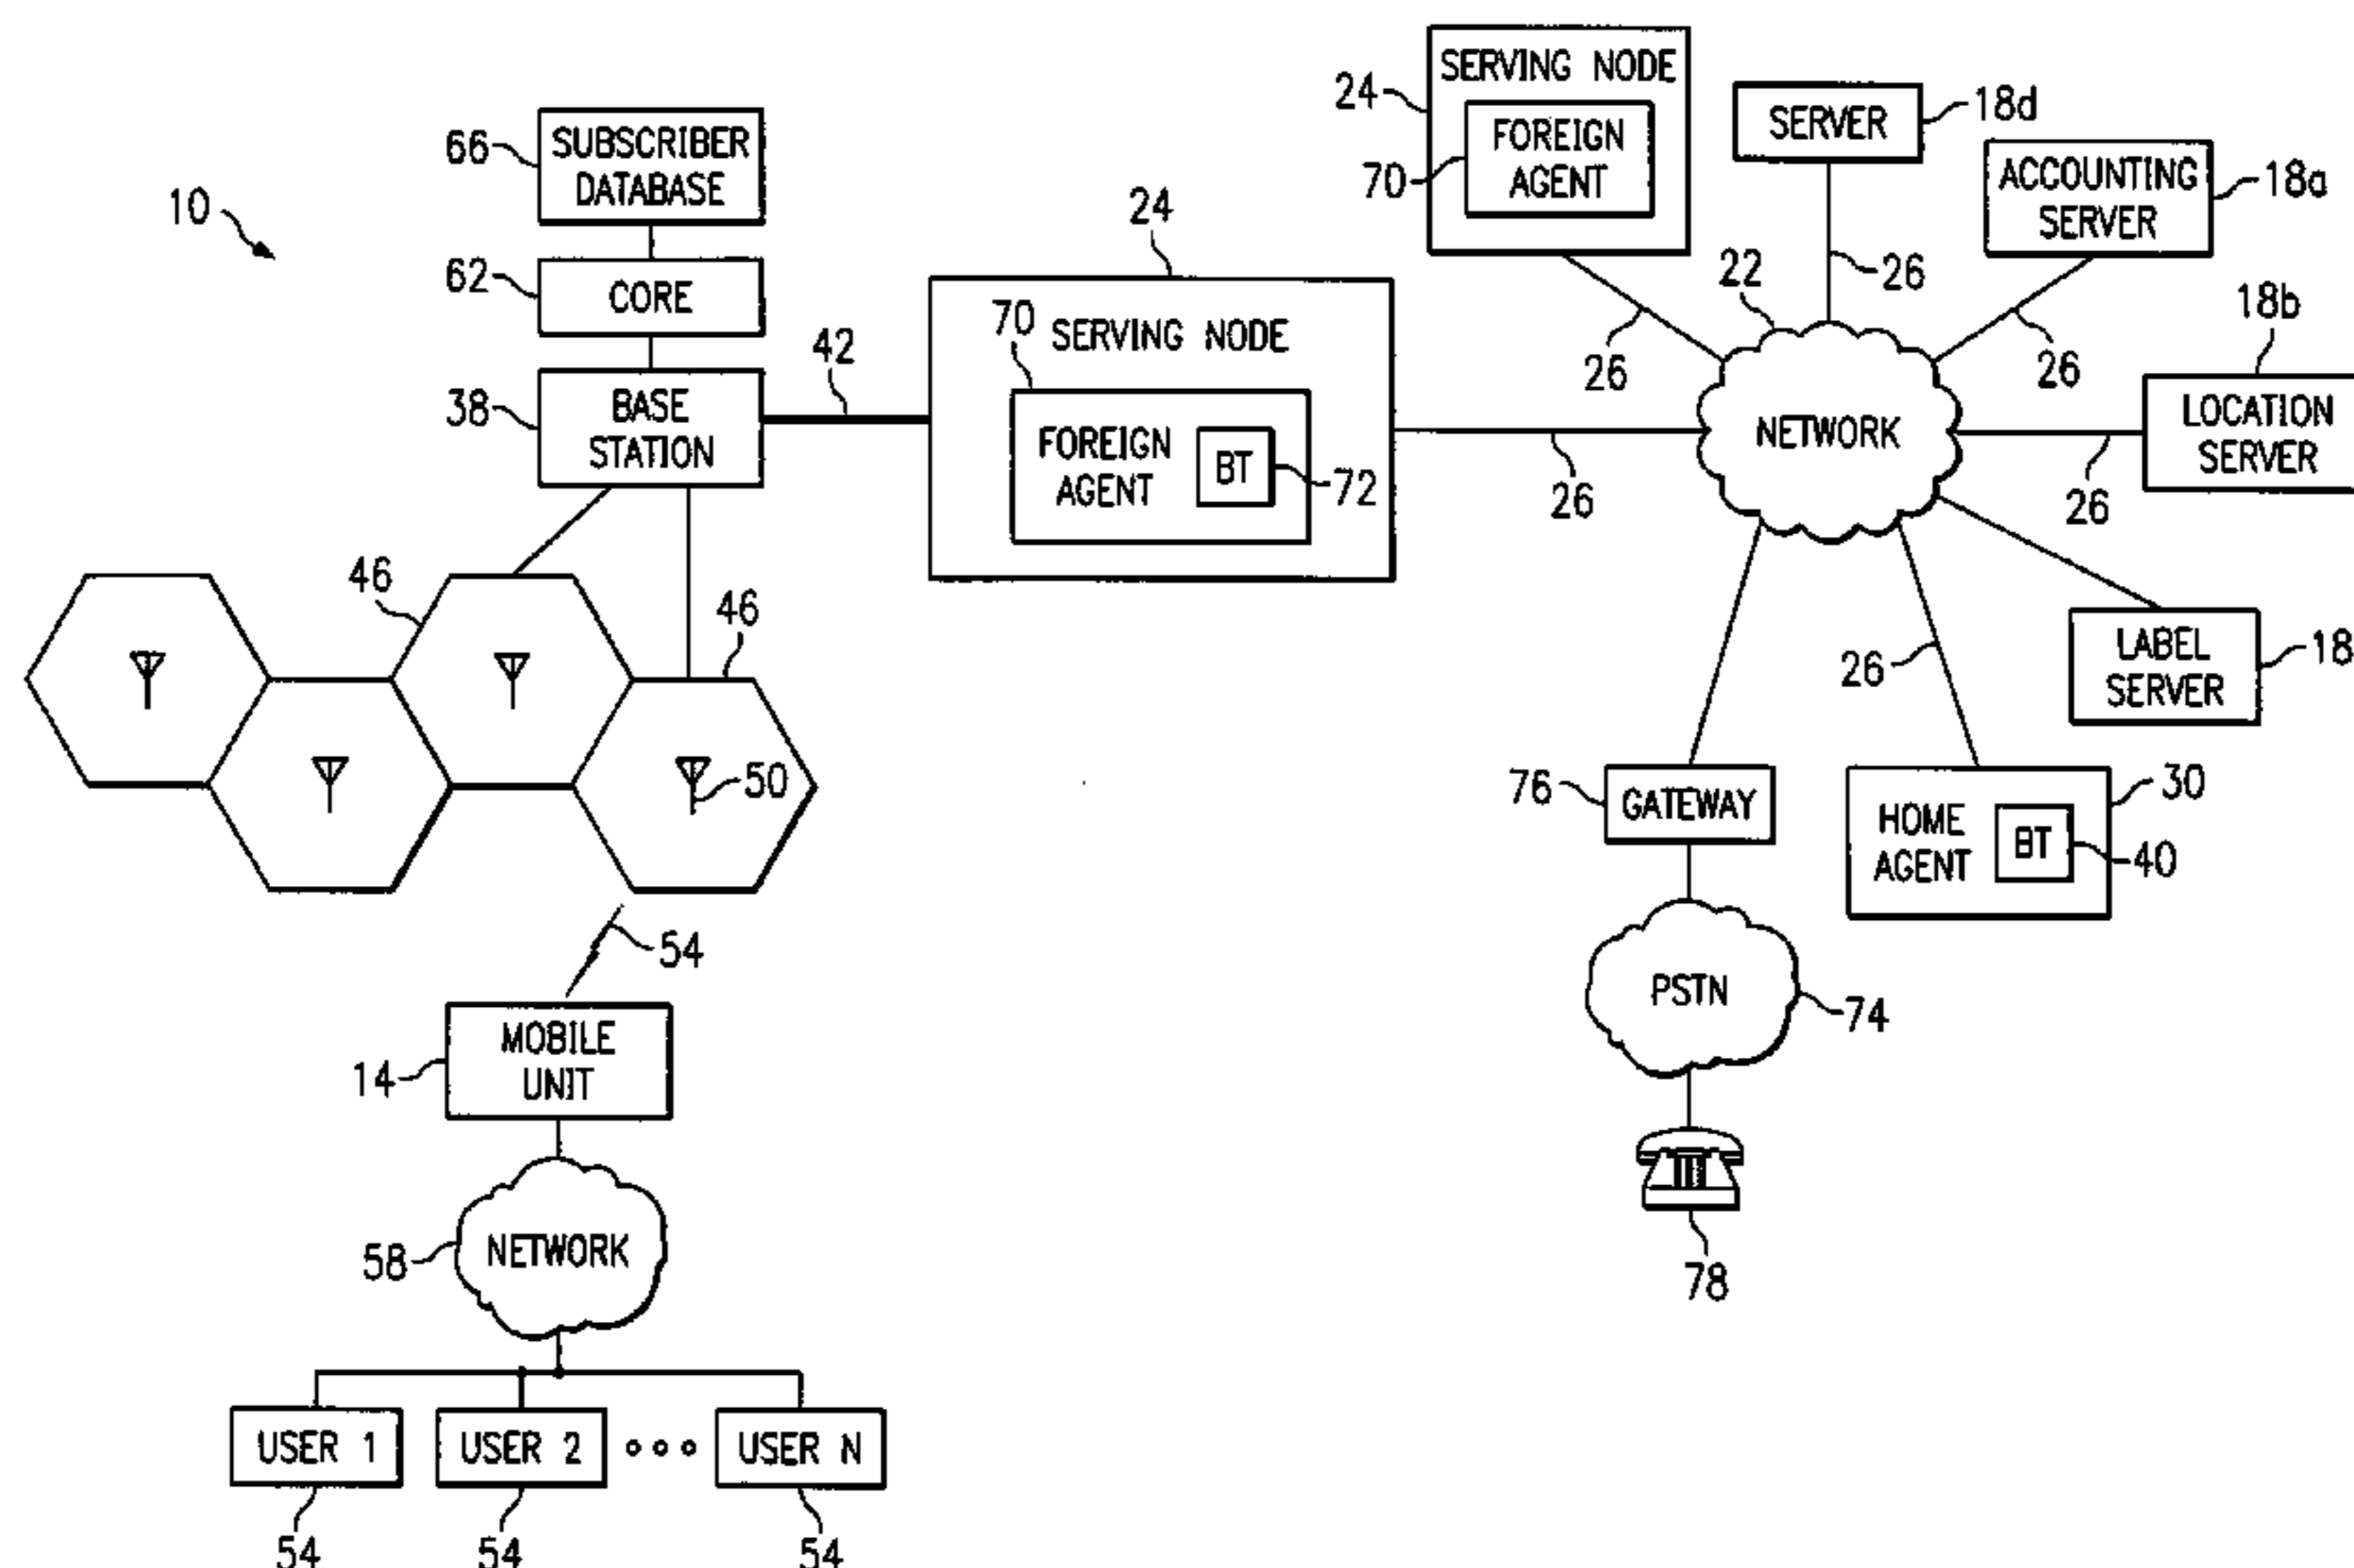 10
66
SUBSCRIBER
DATABASE
62
CORE
38
BASE
STATION
42
24
SERVING NODE
70
FOREIGN
AGENT
BT
72
26
24
SERVING NODE
70
FOREIGN
AGENT
26
SERVER
18d
26
ACCOUNTING
SERVER
18a
26
22
NETWORK
18b
LOCATION
SERVER
26
LABEL
SERVER
18
26
HOME
AGENT
BT
30
40
76
GATEWAY
PSTN
74
78
46
46
50
54
14
MOBILE
UNIT
58
NETWORK
USER 1
USER 2
USER N
54
54
54